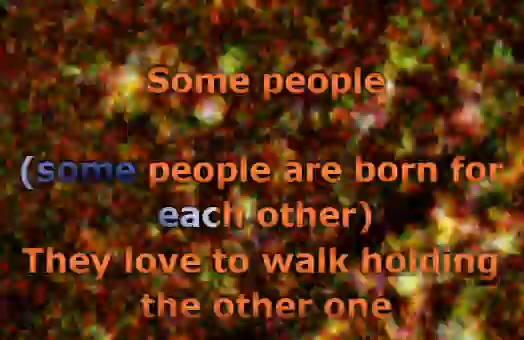 Some people
(some people are born for
each other)
They love to walk holding
the other one